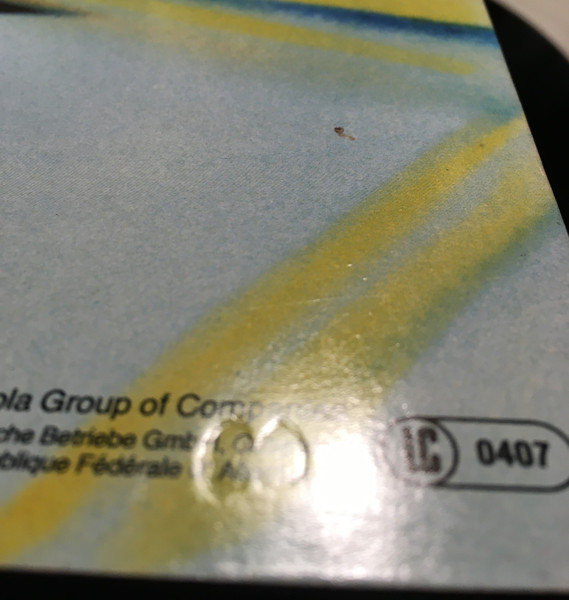 ola Group of Comp
che Betriebe Gmb
blique Fédérale
LC 0407